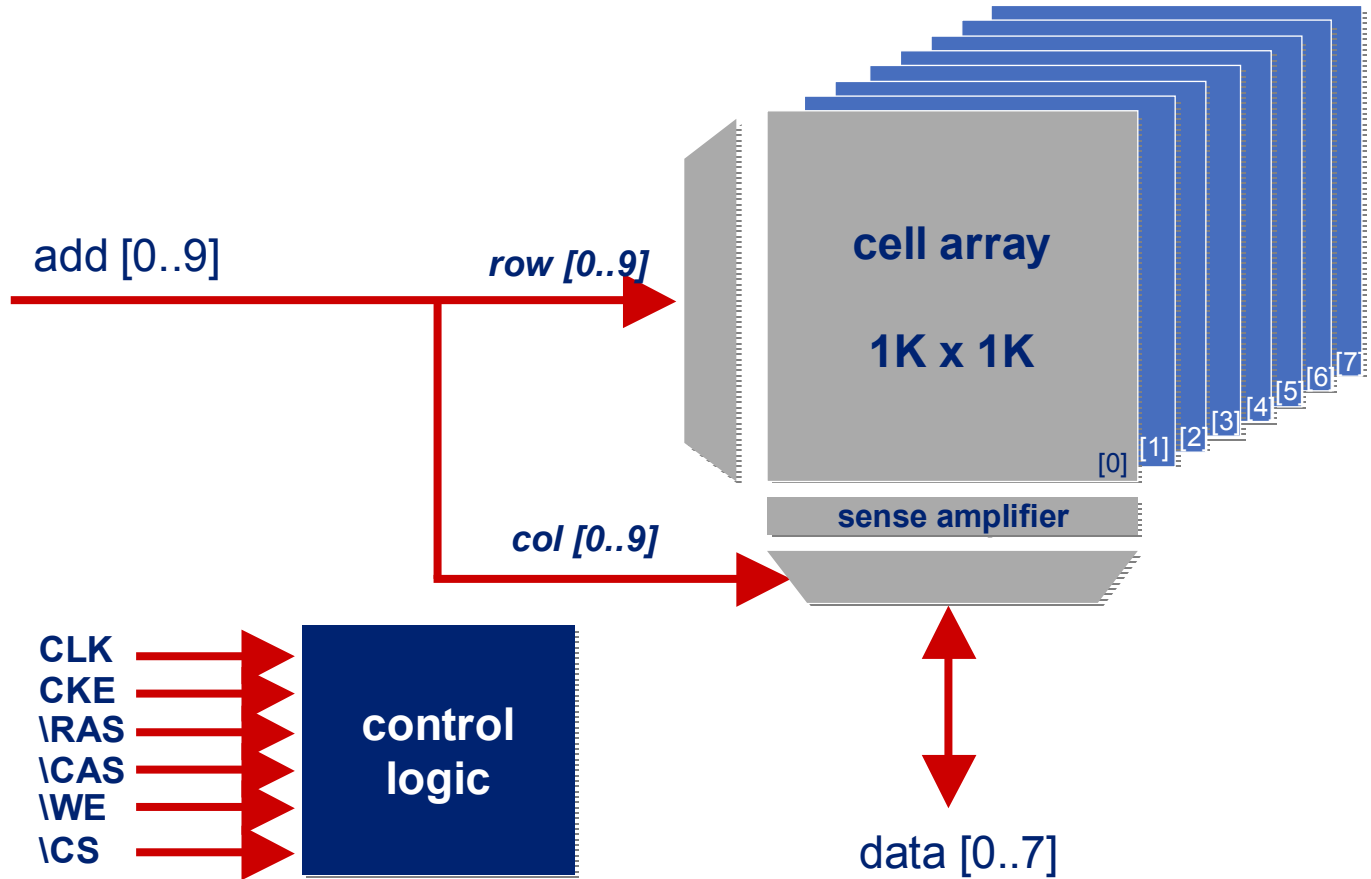 add [0..9]
row [0..9]
cell array
1K x 1K
[0]
[1]
[2]
[3]
[4]
[5]
[6]
[7]
sense amplifier
col [0..9]
CLK
CKE
\RAS
\CAS
\WE
\CS
control
logic
data [0..7]